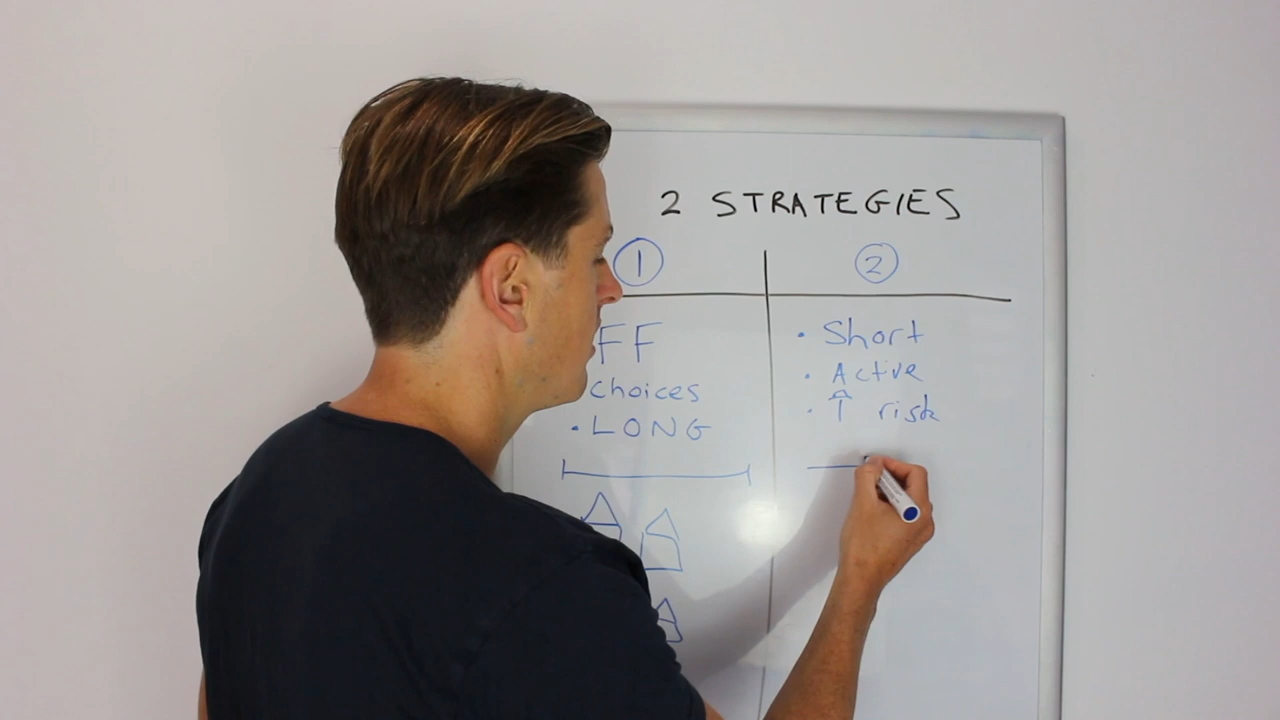 2 STRATEGIES
1
2
FF
Choices
• LONG
• Short
• Active
• ↑ risk